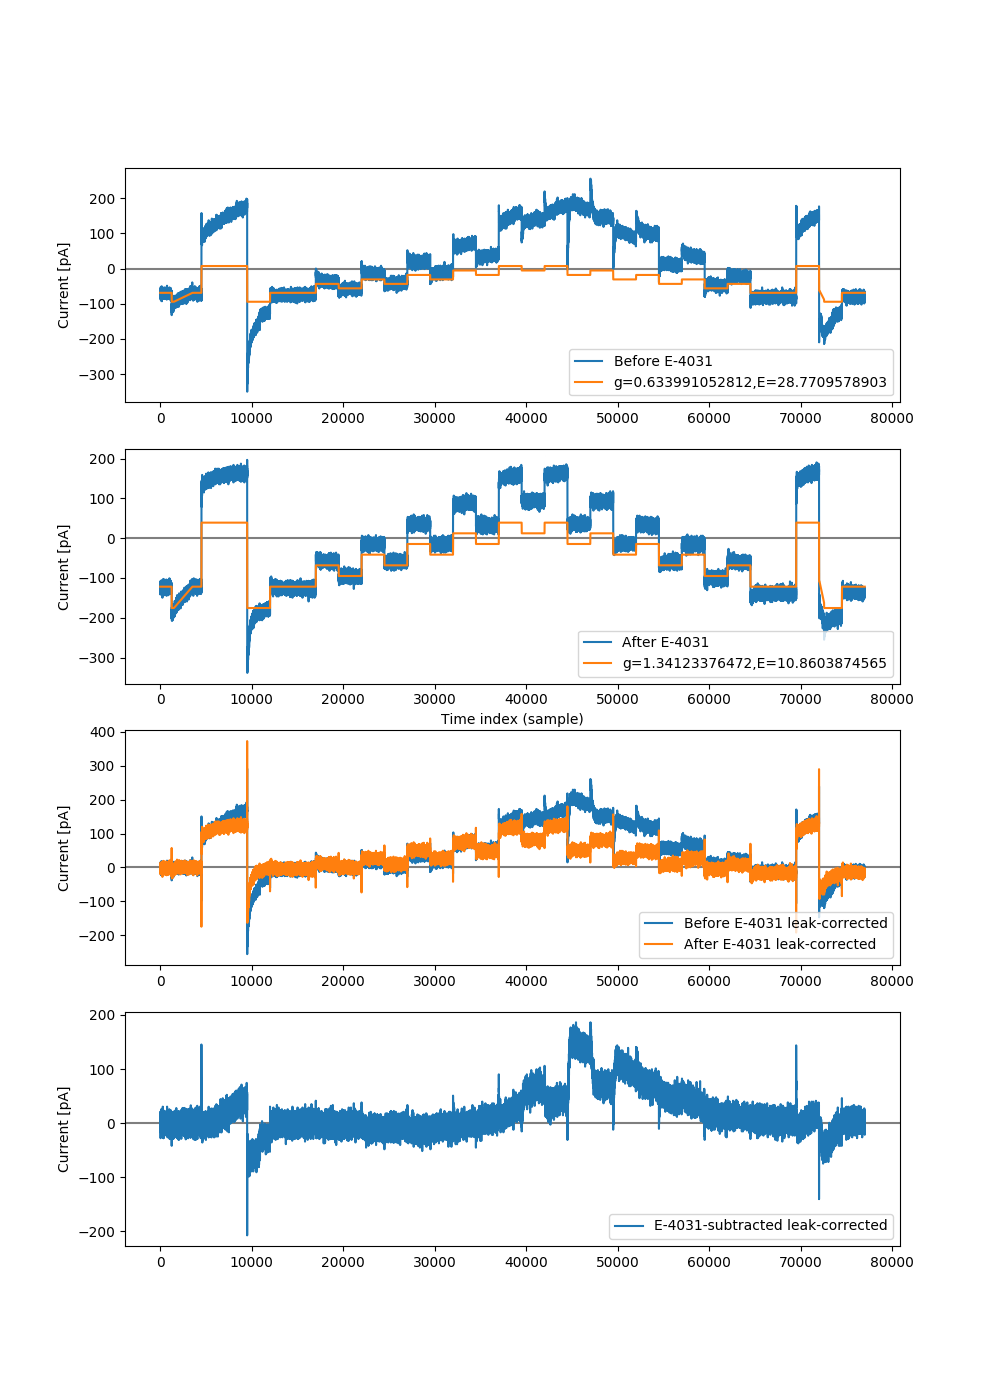 200
100
0
−100
−200
−300
Current [pA]
Before E-4031
g=0.633991052812,E=28.7709578903
0 10000 20000 30000 40000 50000 60000 70000 80000
200
100
0
−100
−200
−300
Current [pA]
After E-4031
g=1.34123376472,E=10.8603874565
0 10000 20000 30000 40000 50000 60000 70000 80000
Time index (sample)
400
300
200
100
0
−100
−200
Current [pA]
Before E-4031 leak-corrected
After E-4031 leak-corrected
0 10000 20000 30000 40000 50000 60000 70000 80000
200
100
0
−100
−200
Current [pA]
E-4031-subtracted leak-corrected
0 10000 20000 30000 40000 50000 60000 70000 80000